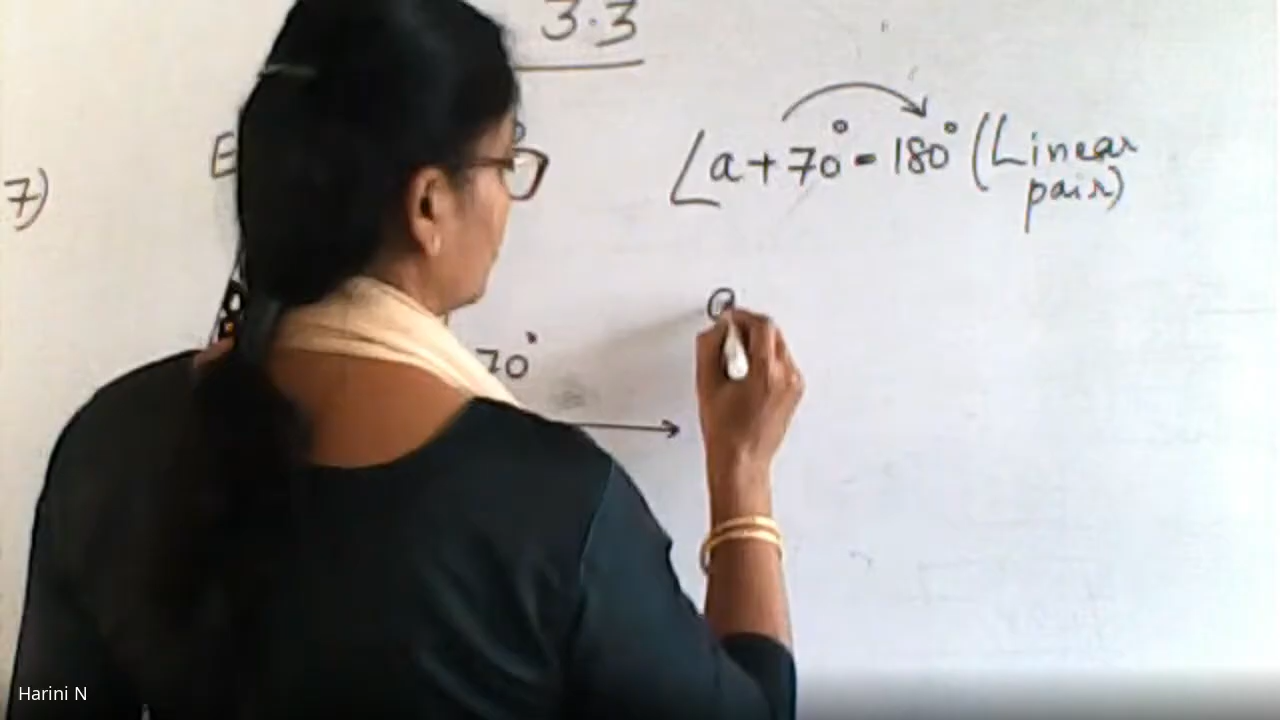 3.3
7)
E
∠a + 70° = 180° (Linear
pair)
a
70°
Harini N